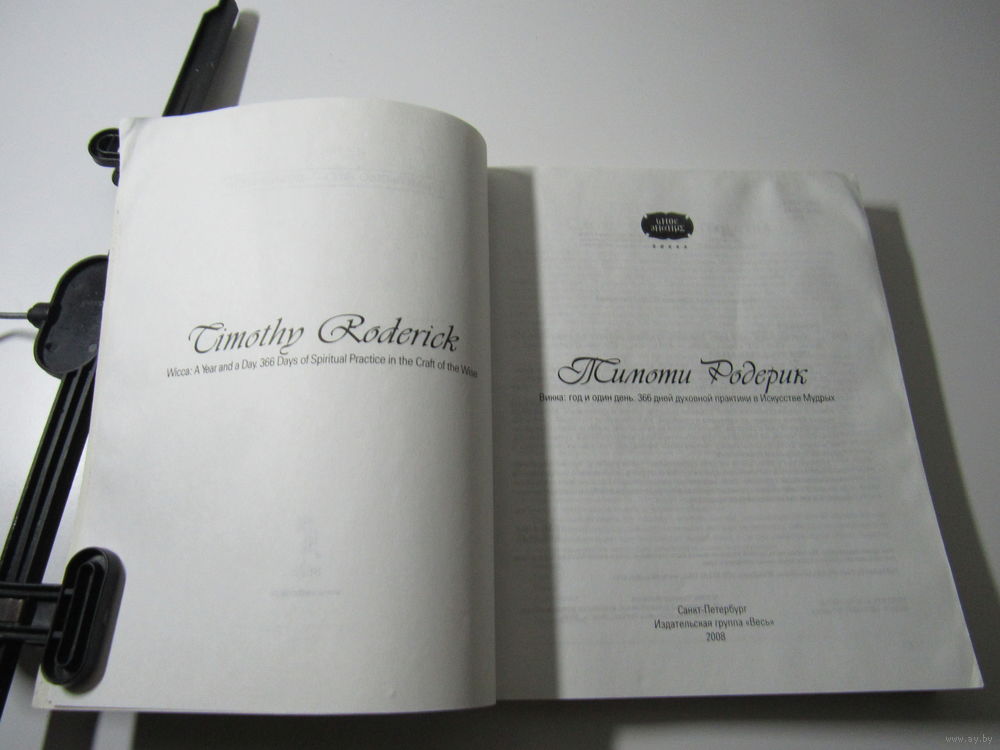 Timothy Roderick
Wicca: A Year and a Day. 366 Days of Spiritual Practice in the Craft of the Wise
Тимоти Родерик
Викка: год и один день. 366 дней духовной практики в Искусстве Мудрых
Санкт-Петербург
Издательская группа «Весь»
2008
www.ay.by